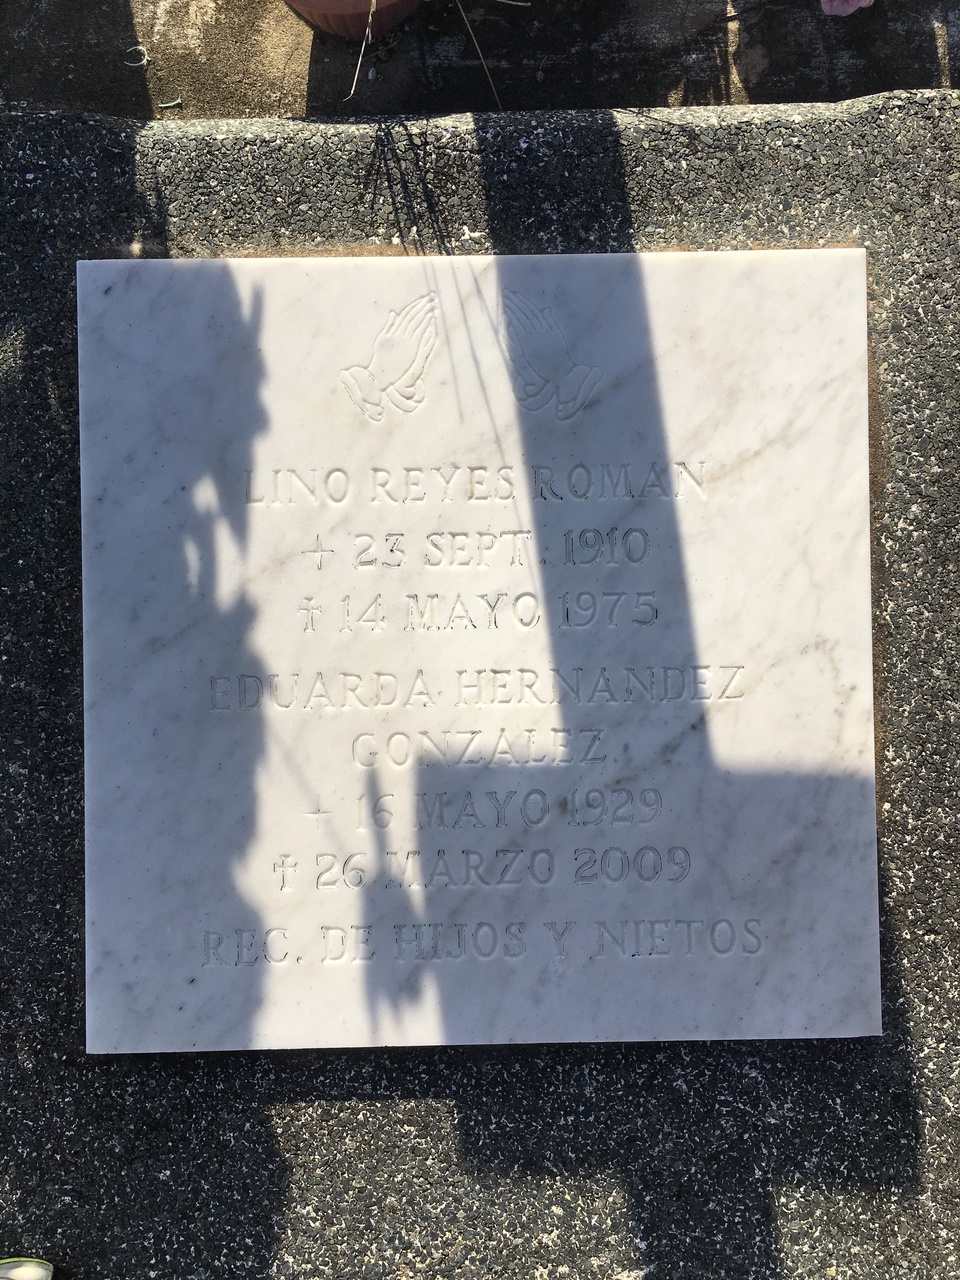 LINO REYES ROMAN
+ 23 SEPT. 1910
✝ 14 MAYO 1975
EDUARDA HERNANDEZ
GONZALEZ
+ 16 MAYO 1929
✝ 26 MARZO 2009
REC. DE HIJOS Y NIETOS